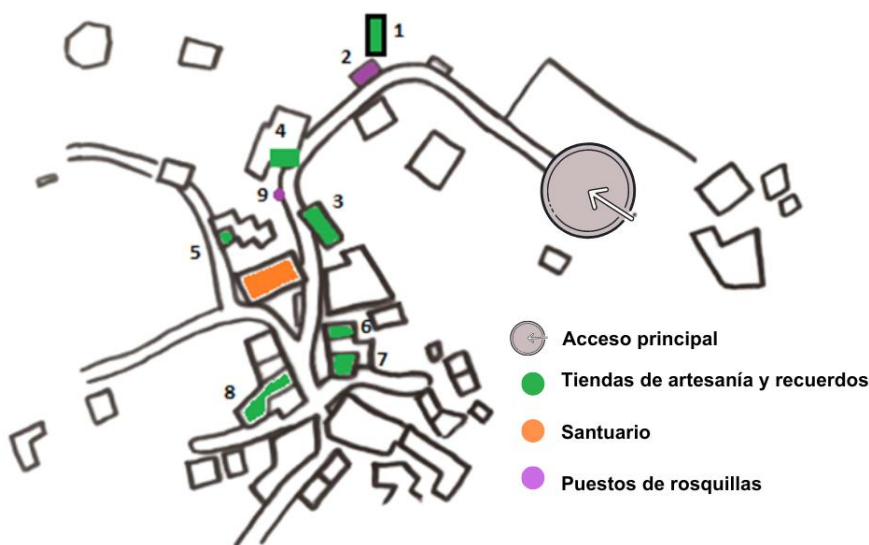 1
2
4
9
3
5
6
7
8
Acceso principal
Tiendas de artesanía y recuerdos
Santuario
Puestos de rosquillas